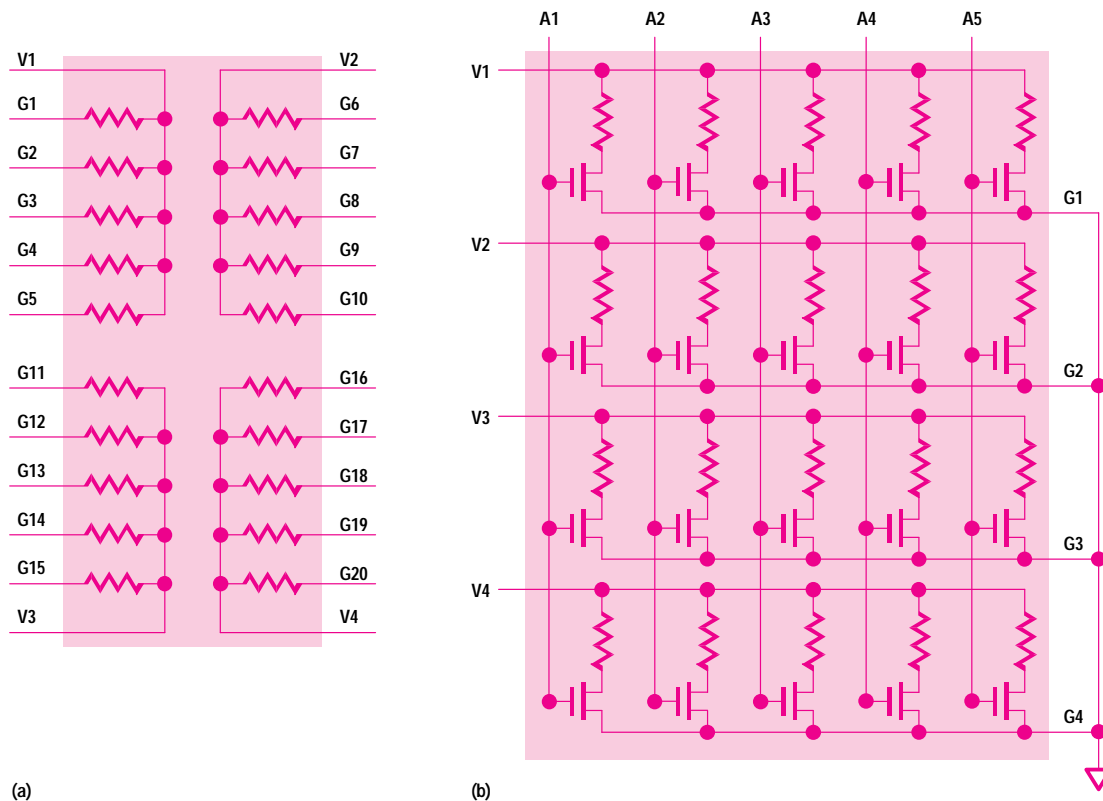 V1 V2
G1 G6
G2 G7
G3 G8
G4 G9
G5 G10
G11 G16
G12 G17
G13 G18
G14 G19
G15 G20
V3 V4
(a)
A1 A2 A3 A4 A5
V1
G1
V2
G2
V3
G3
V4
G4
(b)